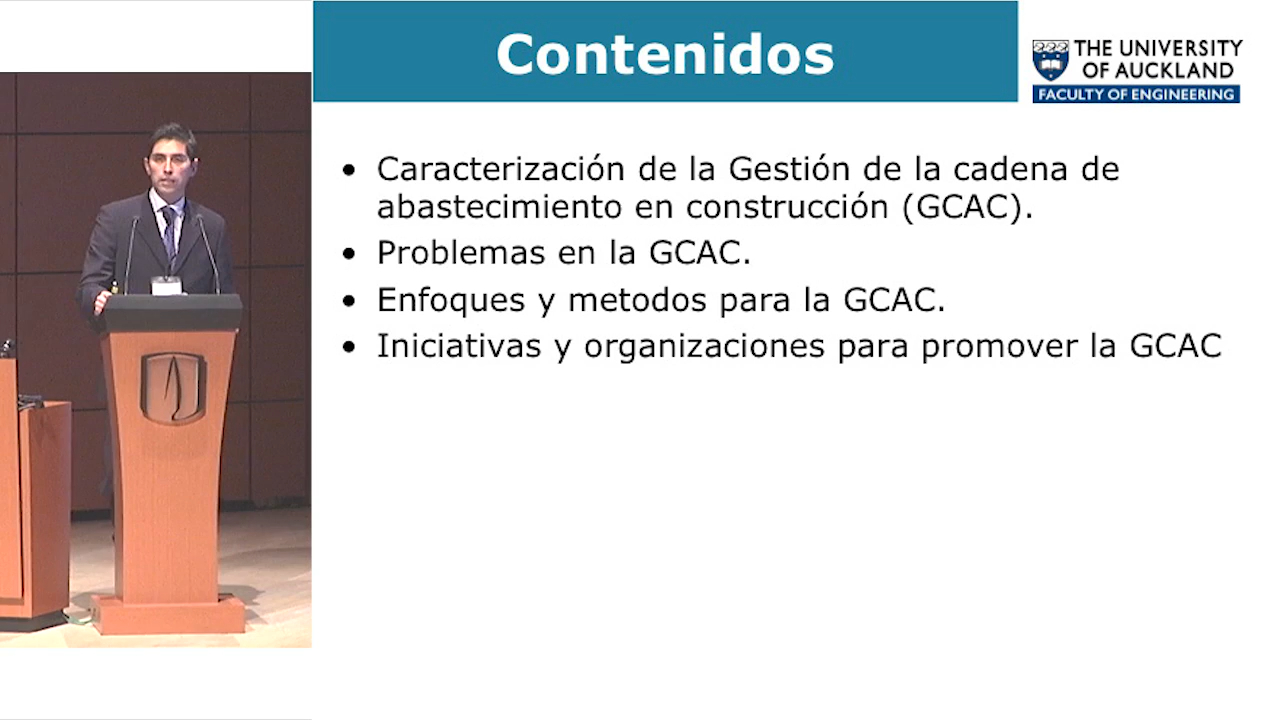 Contenidos
THE UNIVERSITY
OF AUCKLAND
FACULTY OF ENGINEERING
• Caracterización de la Gestión de la cadena de
abastecimiento en construcción (GCAC).
• Problemas en la GCAC.
• Enfoques y metodos para la GCAC.
• Iniciativas y organizaciones para promover la GCAC